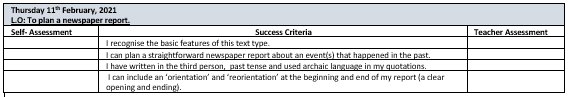 Thursday 11th February, 2021
L.O: To plan a newspaper report.
Self- Assessment Success Criteria Teacher Assessment
I recognise the basic features of this text type.
I can plan a straightforward newspaper report about an event(s) that happened in the past.
I have written in the third person, past tense and used archaic language in my quotations.
I can include an ‘orientation’ and ‘reorientation’ at the beginning and end of my report (a clear
opening and ending).